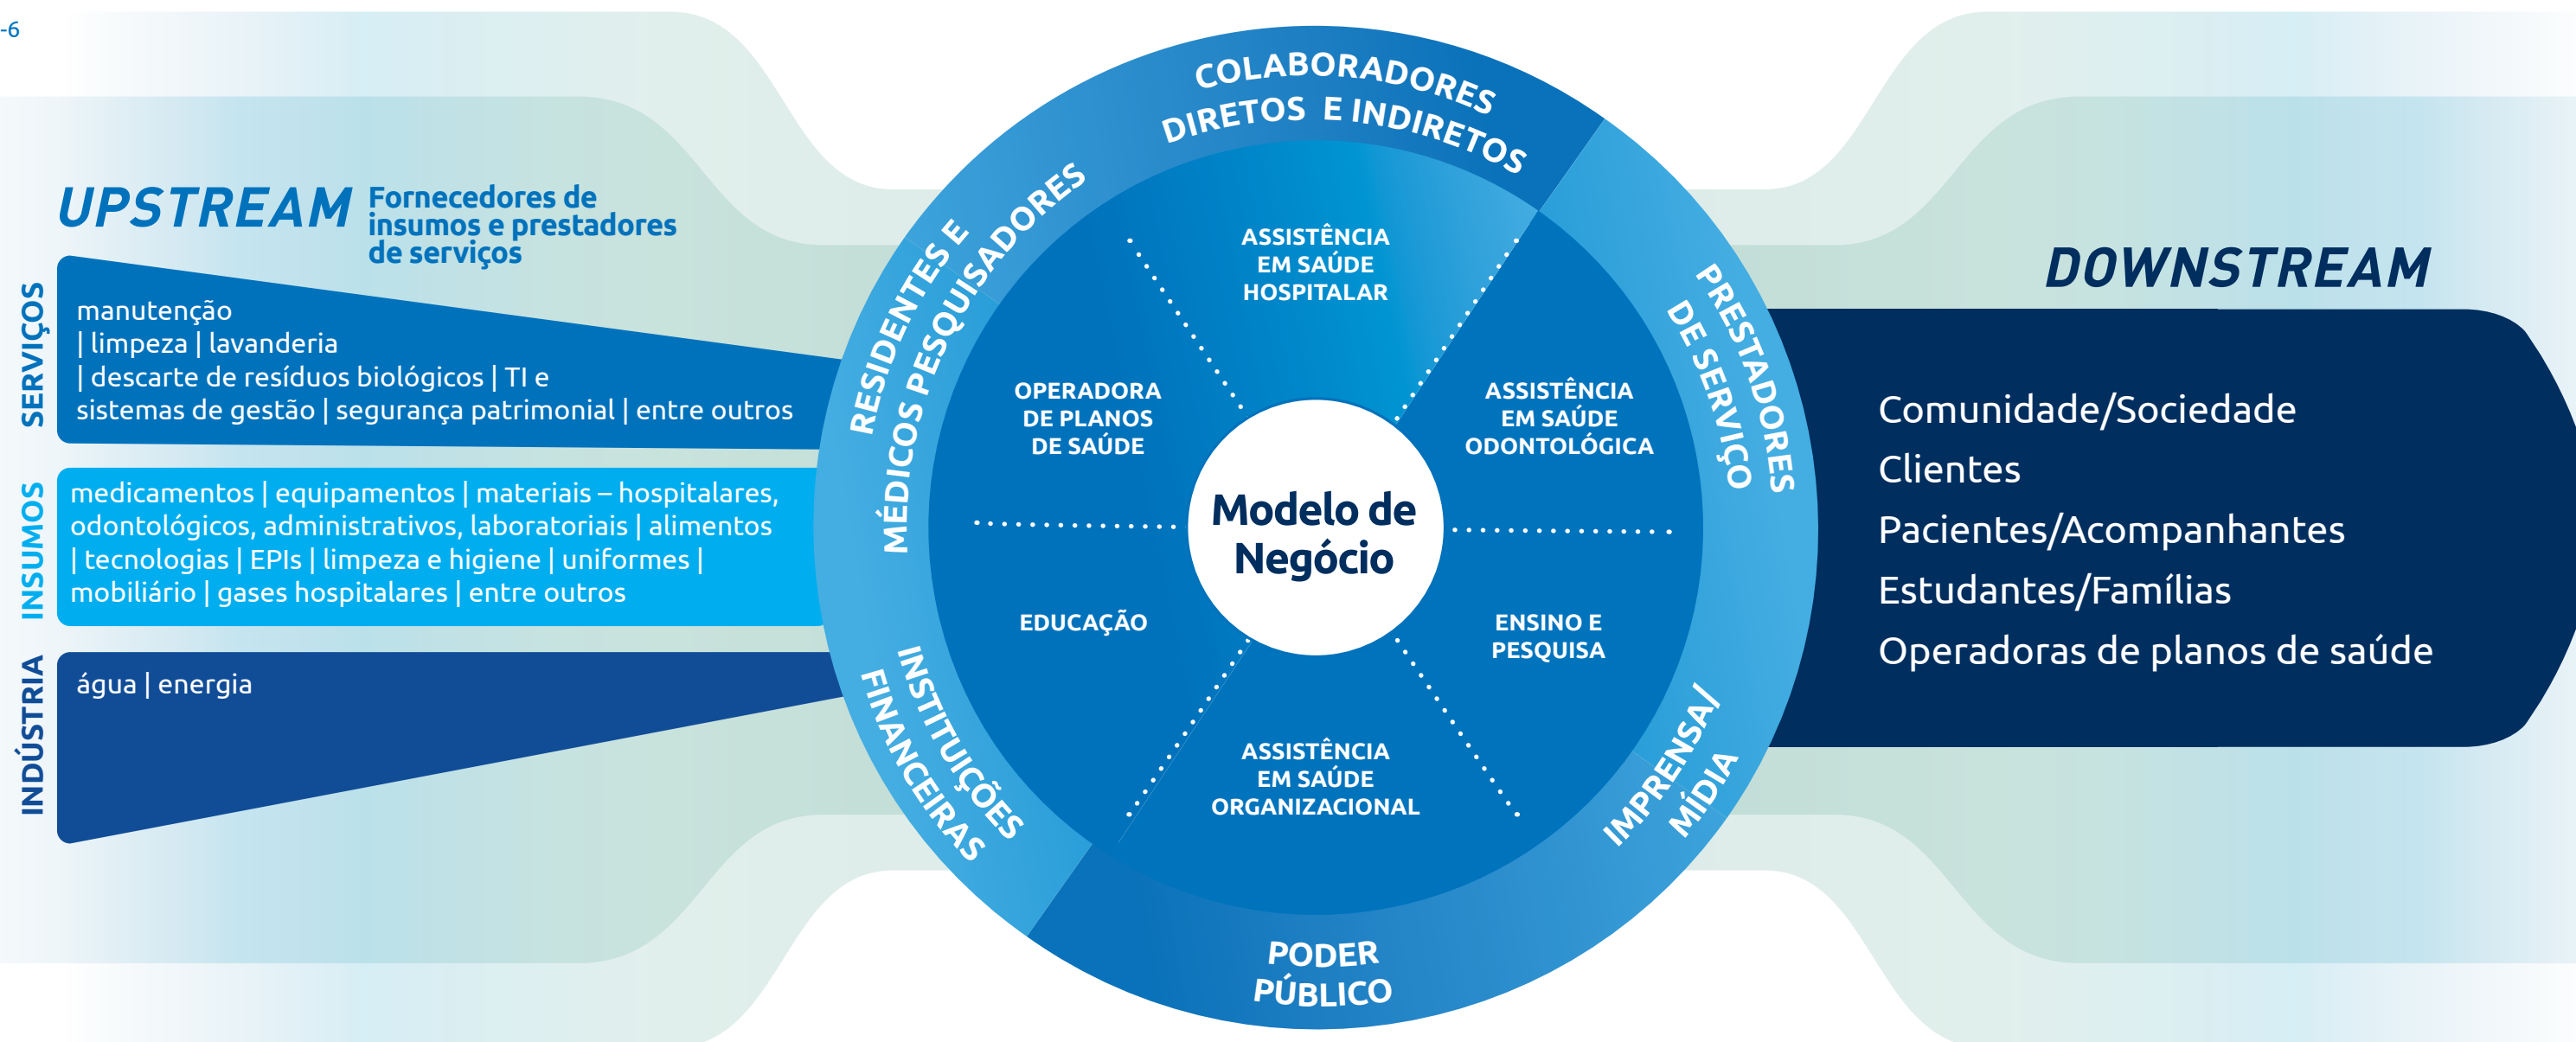 -6
UPSTREAM
Fornecedores de
insumos e prestadores
de serviços
SERVIÇOS
manutenção
| limpeza | lavanderia
| descarte de resíduos biológicos | TI e
sistemas de gestão | segurança patrimonial | entre outros
INSUMOS
medicamentos | equipamentos | materiais – hospitalares,
odontológicos, administrativos, laboratoriais | alimentos
| tecnologias | EPIs | limpeza e higiene | uniformes |
mobiliário | gases hospitalares | entre outros
INDÚSTRIA
água | energia
COLABORADORES
DIRETOS E INDIRETOS
RESIDENTES E
MÉDICOS PESQUISADORES
PRESTADORES
DE SERVIÇO
INSTITUIÇÕES
FINANCEIRAS
IMPRENSA/
MÍDIA
PODER
PÚBLICO
ASSISTÊNCIA
EM SAÚDE
HOSPITALAR
OPERADORA
DE PLANOS
DE SAÚDE
ASSISTÊNCIA
EM SAÚDE
ODONTOLÓGICA
Modelo de
Negócio
EDUCAÇÃO
ENSINO E
PESQUISA
ASSISTÊNCIA
EM SAÚDE
ORGANIZACIONAL
DOWNSTREAM
Comunidade/Sociedade
Clientes
Pacientes/Acompanhantes
Estudantes/Famílias
Operadoras de planos de saúde